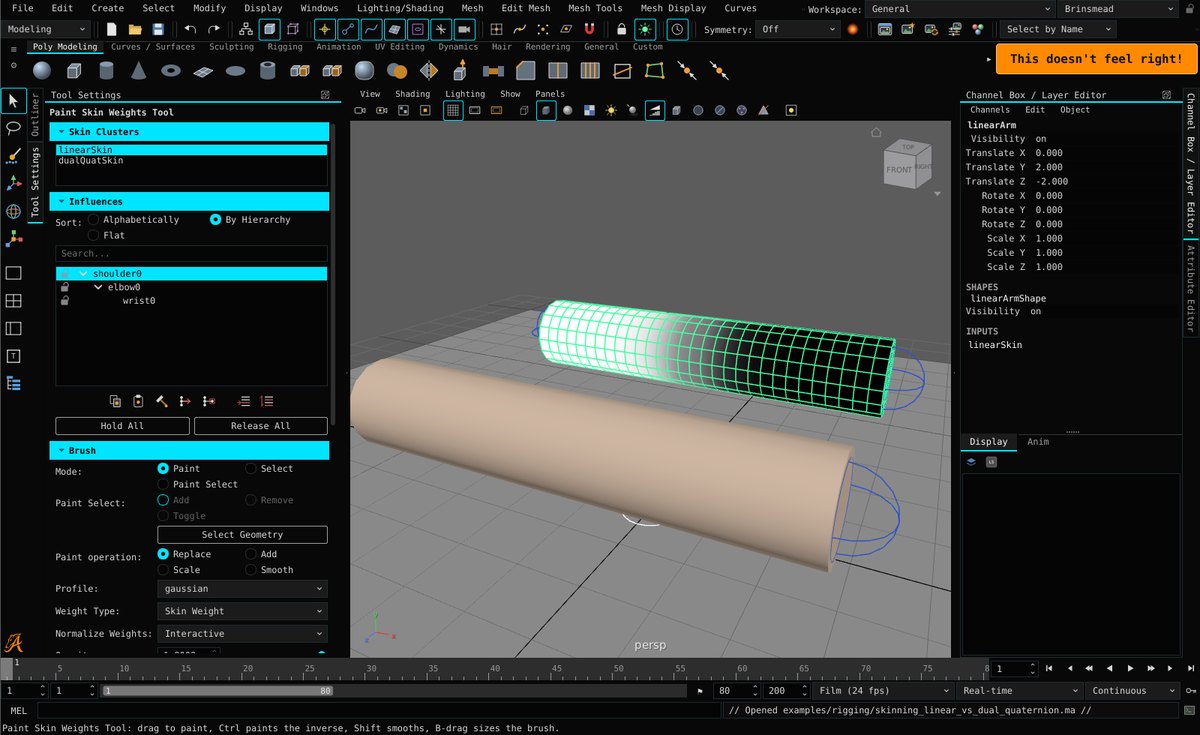 File Edit Create Select Modify Display Windows Lighting/Shading Mesh Edit Mesh Mesh Tools Mesh Display Curves Workspace: General Brinsmead
Modeling Symmetry: Off Select by Name
Poly Modeling Curves / Surfaces Sculpting Rigging Animation UV Editing Dynamics Hair Rendering General Custom
This doesn't feel right!
Outliner
Tool Settings
Tool Settings
Paint Skin Weights Tool
Skin Clusters
linearSkin
dualQuatSkin
Influences
Sort: Alphabetically By Hierarchy
Flat
Search...
shoulder0
elbow0
wrist0
Hold All Release All
Brush
Mode: Paint Select
Paint Select
Paint Select: Add Remove
Toggle
Select Geometry
Paint operation: Replace Add
Scale Smooth
Profile: gaussian
Weight Type: Skin Weight
Normalize Weights: Interactive
View Shading Lighting Show Panels
TOP
FRONT RIGHT
persp
Channel Box / Layer Editor
Channels Edit Object
linearArm
Visibility on
Translate X 0.000
Translate Y 2.000
Translate Z -2.000
Rotate X 0.000
Rotate Y 0.000
Rotate Z 0.000
Scale X 1.000
Scale Y 1.000
Scale Z 1.000
SHAPES
linearArmShape
Visibility on
INPUTS
linearSkin
Display Anim
Channel Box / Layer Editor
Attribute Editor
1 5 10 15 20 25 30 35 40 45 50 55 60 65 70 75 8 1
1 1 1 80 80 200 Film (24 fps) Real-time Continuous
MEL // Opened examples/rigging/skinning_linear_vs_dual_quaternion.ma //
Paint Skin Weights Tool: drag to paint, Ctrl paints the inverse, Shift smooths, B-drag sizes the brush.